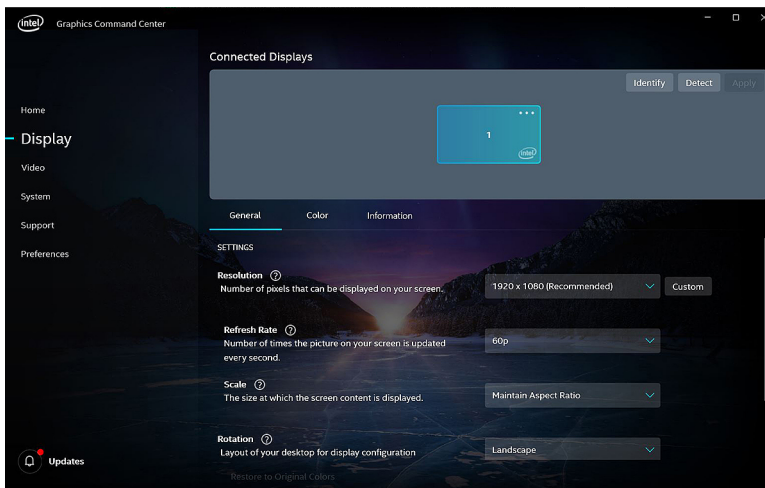 intel Graphics Command Center
Connected Displays
Identify Detect Apply
Home
Display
Video
System
Support
Preferences
1
intel
General Color Information
SETTINGS
Resolution ?
Number of pixels that can be displayed on your screen.
1920 x 1080 (Recommended)
Custom
Refresh Rate ?
Number of times the picture on your screen is updated
every second.
60p
Scale ?
The size at which the screen content is displayed.
Maintain Aspect Ratio
Rotation ?
Layout of your desktop for display configuration
Landscape
Restore to Original Colors
Updates